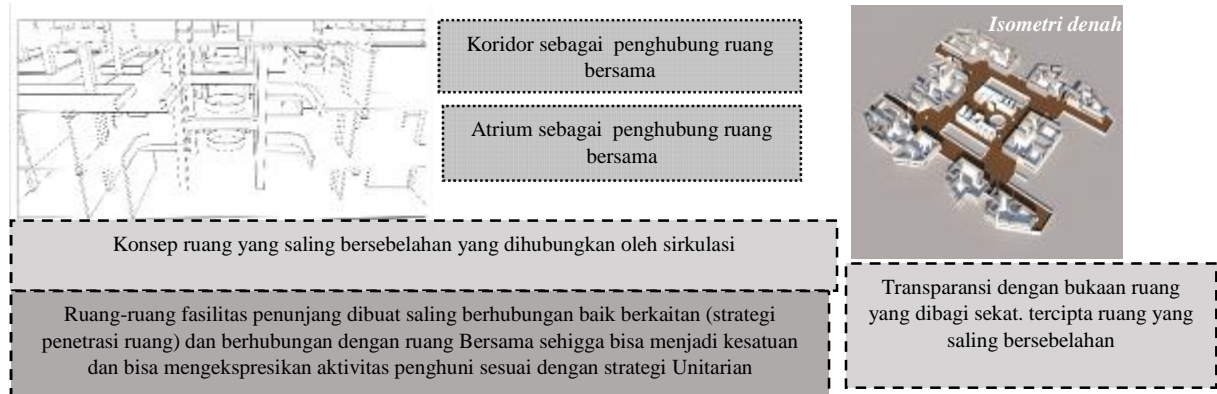 Koridor sebagai  penghubung ruang
bersama
Atrium sebagai  penghubung ruang
bersama
Isometri denah
Konsep ruang yang saling bersebelahan yang dihubungkan oleh sirkulasi
Ruang-ruang fasilitas penunjang dibuat saling berhubungan baik berkaitan (strategi
penetrasi ruang) dan berhubungan dengan ruang Bersama sehigga bisa menjadi kesatuan
dan bisa mengekspresikan aktivitas penghuni sesuai dengan strategi Unitarian
Transparansi dengan bukaan ruang
yang dibagi sekat. tercipta ruang yang
saling bersebelahan